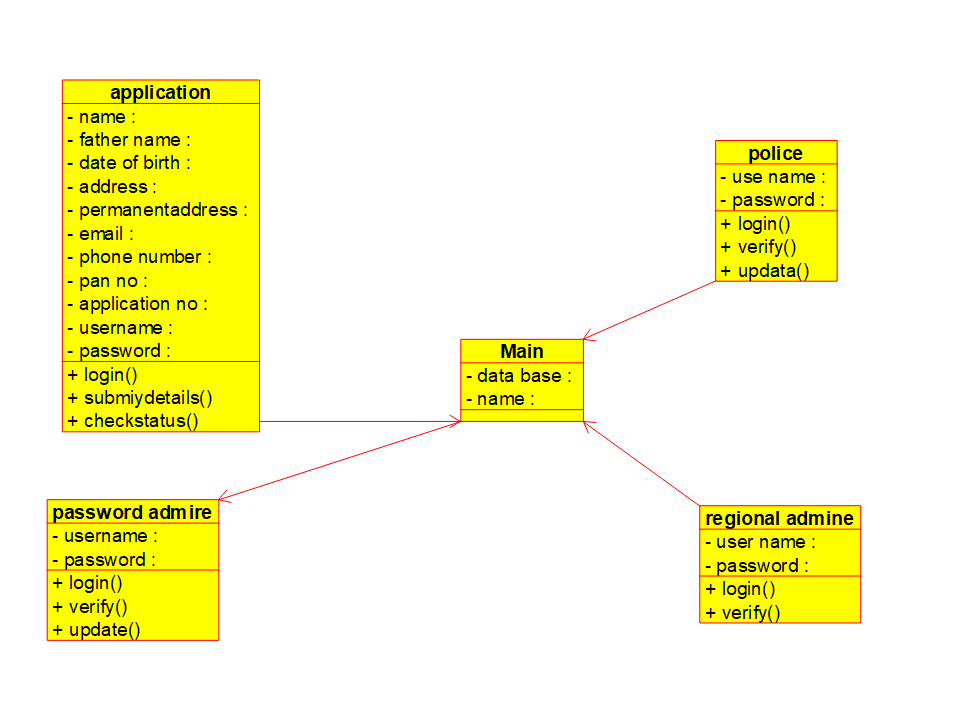 application
- name :
- father name :
- date of birth :
- address :
- permanentaddress :
- email :
- phone number :
- pan no :
- application no :
- username :
- password :
+ login()
+ submiydetails()
+ checkstatus()
police
- use name :
- password :
+ login()
+ verify()
+ updata()
Main
- data base :
- name :
password admire
- username :
- password :
+ login()
+ verify()
+ update()
regional admine
- user name :
- password :
+ login()
+ verify()